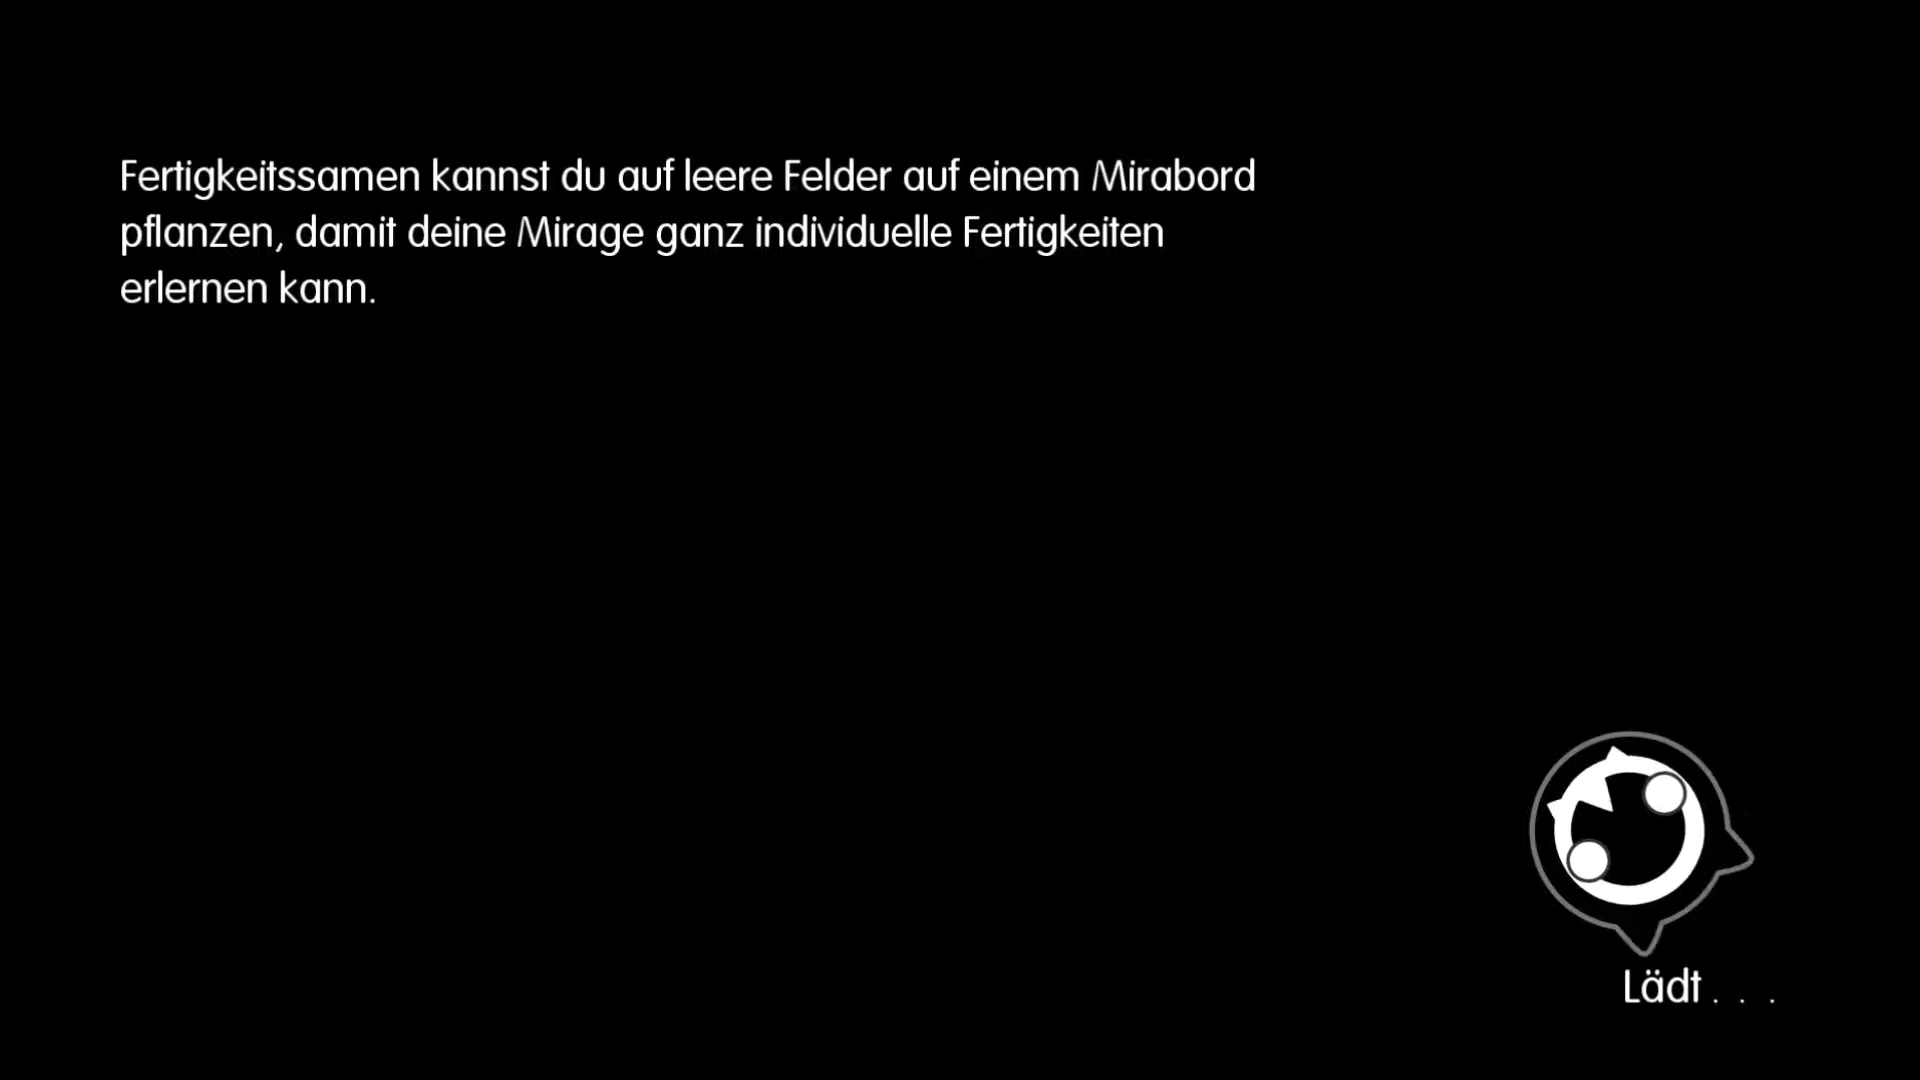 Fertigkeitssamen kannst du auf leere Felder auf einem Mirabord
pflanzen, damit deine Mirage ganz individuelle Fertigkeiten
erlernen kann.
Lädt . . .